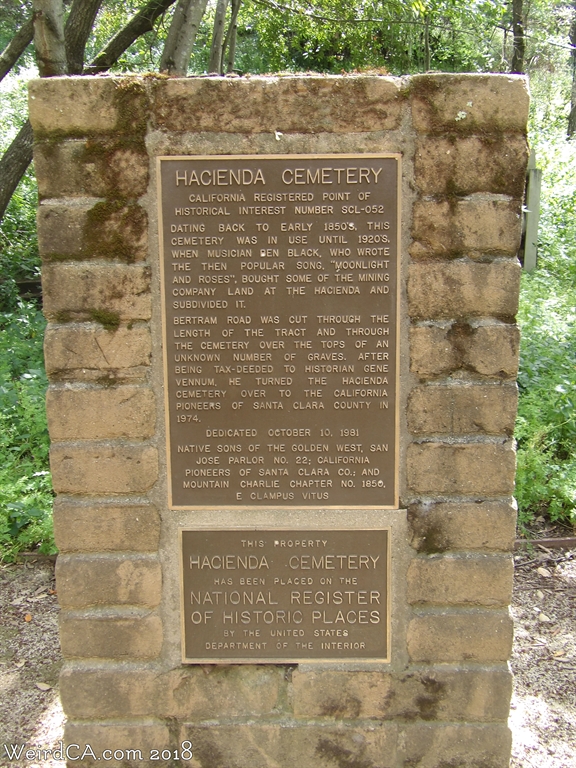 HACIENDA CEMETERY
CALIFORNIA REGISTERED POINT OF
HISTORICAL INTEREST NUMBER SCL-052
DATING BACK TO EARLY 1850'S, THIS
CEMETERY WAS IN USE UNTIL 1920'S.
WHEN MUSICIAN BEN BLACK, WHO WROTE
THE THEN POPULAR SONG, "MOONLIGHT
AND ROSES", BOUGHT SOME OF THE MINING
COMPANY LAND AT THE HACIENDA AND
SUBDIVIDED IT.
BERTRAM ROAD WAS CUT THROUGH THE
LENGTH OF THE TRACT AND THROUGH
THE CEMETERY OVER THE TOPS OF AN
UNKNOWN NUMBER OF GRAVES. AFTER
BEING TAX-DEEDED TO HISTORIAN GENE
VENNUM, HE TURNED THE HACIENDA
CEMETERY OVER TO THE CALIFORNIA
PIONEERS OF SANTA CLARA COUNTY IN
1974.
DEDICATED OCTOBER 10, 1981
NATIVE SONS OF THE GOLDEN WEST, SAN
JOSE PARLOR NO. 22; CALIFORNIA
PIONEERS OF SANTA CLARA CO.; AND
MOUNTAIN CHARLIE CHAPTER NO. 1850,
E CLAMPUS VITUS
THIS PROPERTY
HACIENDA CEMETERY
HAS BEEN PLACED ON THE
NATIONAL REGISTER
OF HISTORIC PLACES
BY THE UNITED STATES
DEPARTMENT OF THE INTERIOR
WeirdCA.com 2018